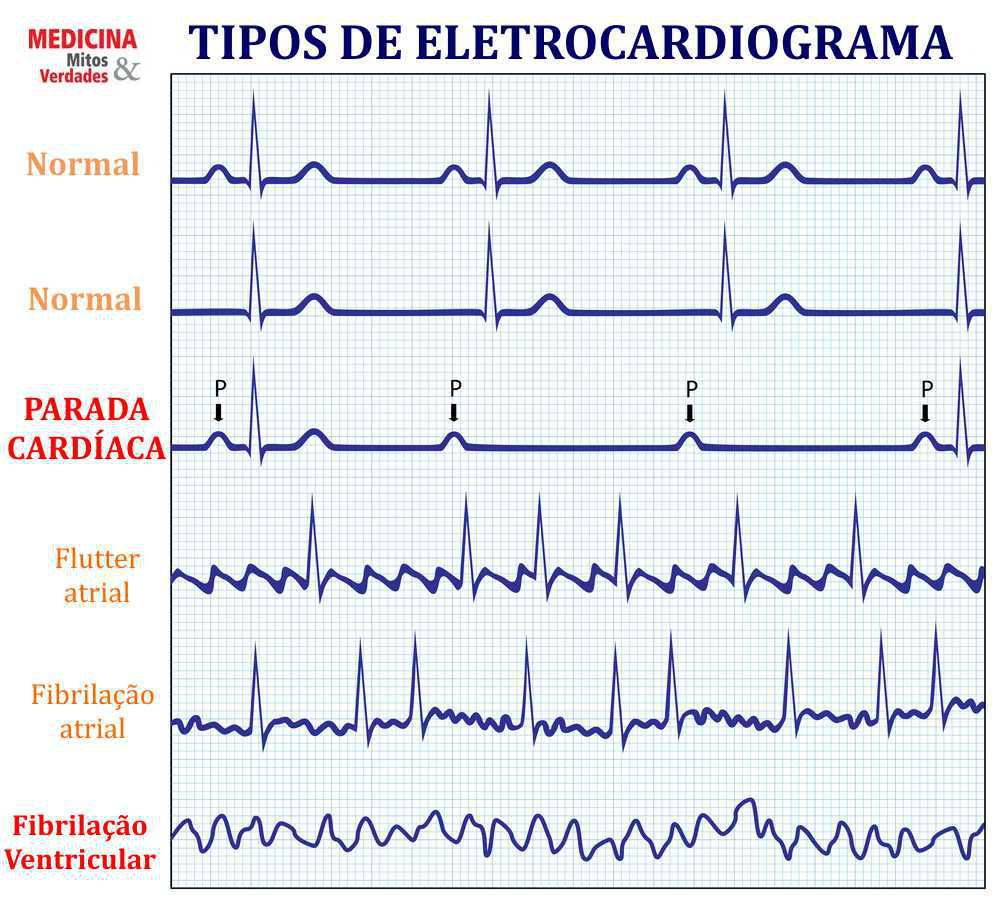 MEDICINA
Mitos
& Verdades
TIPOS DE ELETROCARDIOGRAMA
Normal
Normal
PARADA
CARDÍACA
P P P P
Flutter
atrial
Fibrilação
atrial
Fibrilação
Ventricular